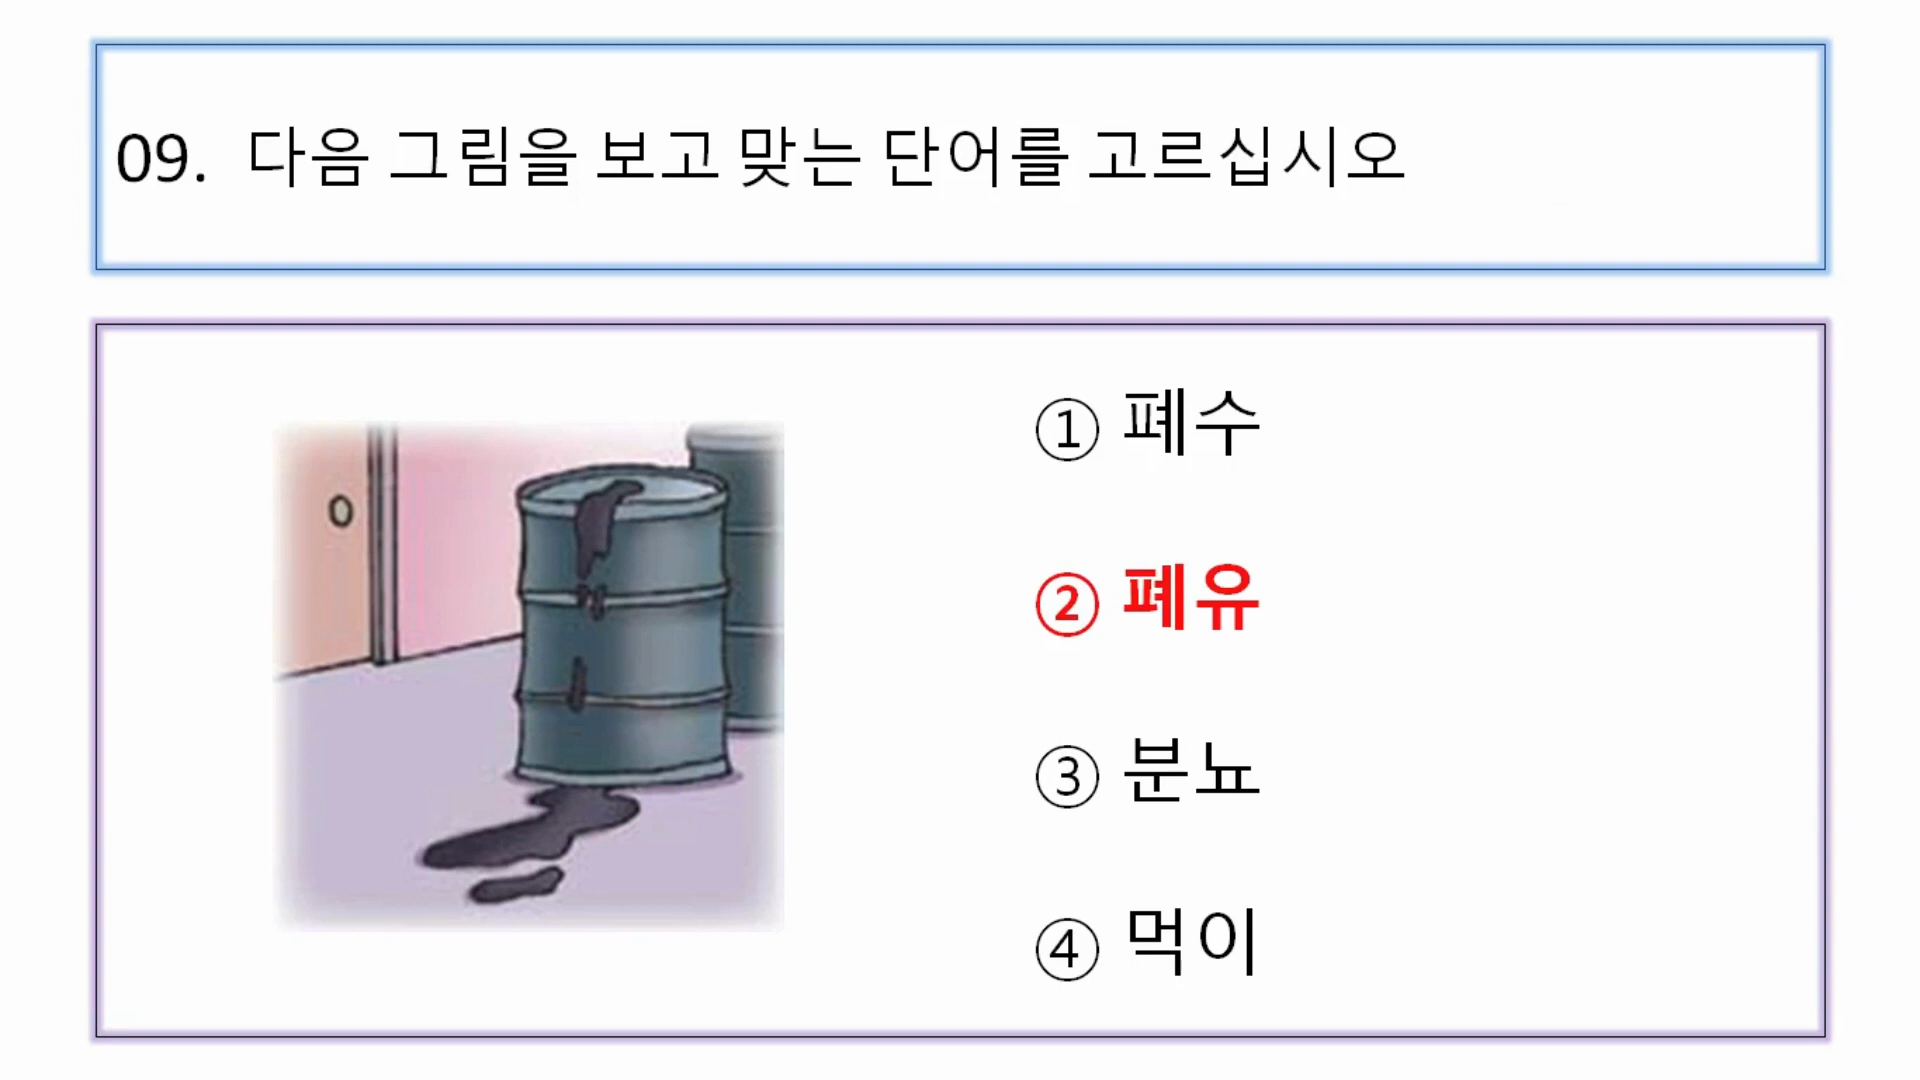 09. 다음 그림을 보고 맞는 단어를 고르십시오
① 폐수
② 폐유
③ 분뇨
④ 먹이